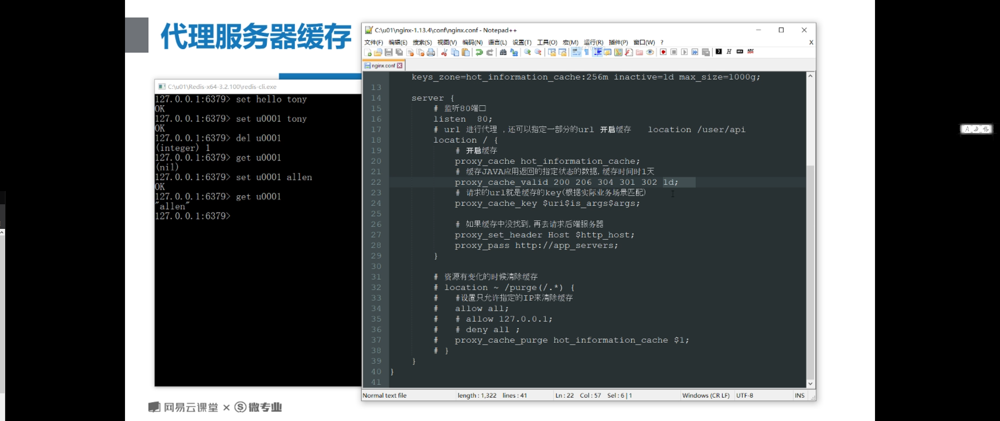 代理服务器缓存
C:\u01\Redis-x64-3.2.100\redis-cli.exe
127.0.0.1:6379> set hello tony
OK
127.0.0.1:6379> set u0001 tony
OK
127.0.0.1:6379> del u0001
(integer) 1
127.0.0.1:6379> get u0001
(nil)
127.0.0.1:6379> set u0001 allen
OK
127.0.0.1:6379> get u0001
"allen"
127.0.0.1:6379>
C:\u01\nginx-1.13.4\conf\nginx.conf - Notepad++
文件(F) 编辑(E) 搜索(S) 视图(V) 编码(N) 语言(L) 设置(T) 工具(O) 宏(M) 运行(R) 插件(P) 窗口(W) ? X
nginx.conf
keys_zone=hot_information_cache:256m inactive=1d max_size=1000g;
13
14 server {
15 # 监听80端口
16 listen  80;
17 # url 进行代理 ，还可以指定一部分的url 开启缓存   location /user/api
18 location / {
19 # 开启缓存
20 proxy_cache hot_information_cache;
21 # 缓存JAVA应用返回的指定状态的数据, 缓存时间时1天
22 proxy_cache_valid 200 206 304 301 302 1d;
23 # 请求的url就是缓存的key(根据实际业务场景匹配)
24 proxy_cache_key $uri$is_args$args;
25
26 # 如果缓存中没找到, 再去请求后端服务器
27 proxy_set_header Host $http_host;
28 proxy_pass http://app_servers;
29 }
30
31 # 资源有变化的时候清除缓存
32 # location ~ /purge(/.*) {
33 #   #设置只允许指定的IP来清除缓存
34 #   allow all;
35 #   # allow 127.0.0.1;
36 #   # deny all ;
37 #   proxy_cache_purge hot_information_cache $1;
38 # }
39 }
40 }
41
Normal text file length : 1,322 lines : 41 Ln : 22 Col : 57 Sel : 6 | 1 Windows (CR LF) UTF-8 INS
网易云课堂 × 微专业